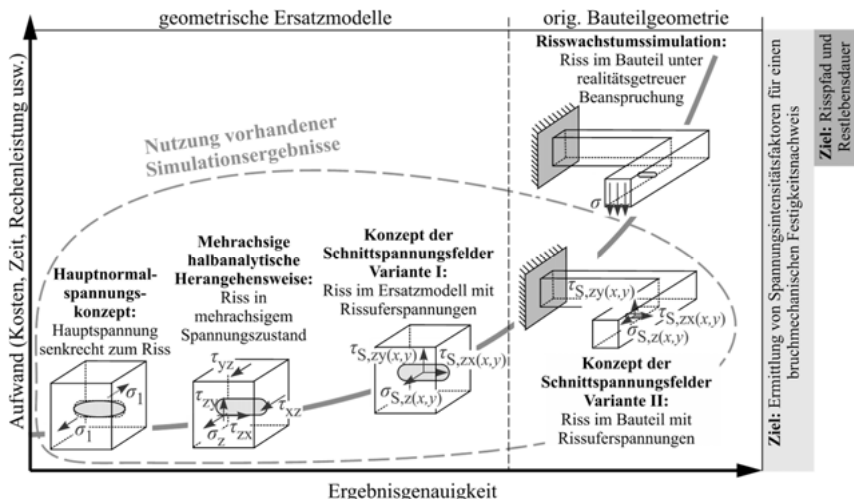 geometrische Ersatzmodelle
orig. Bauteilgeometrie
Aufwand (Kosten, Zeit, Rechenleistung usw.)
Nutzung vorhandener
Simulationsergebnisse
Hauptnormal-
spannungs-
konzept:
Hauptspannung
senkrecht zum Riss
σ1
σ1
Mehrachsige
halbanalytische
Herangehensweise:
Riss in
mehrachsigem
Spannungszustand
τyz
τzy
τxz
σz
τzx
Konzept der
Schnittspannungsfelder
Variante I:
Riss im Ersatzmodell mit
Rissuferspannungen
τS,zy(x,y)
τS,zx(x,y)
σS,z(x,y)
Risswachstumssimulation:
Riss im Bauteil unter
realitätsgetreuer
Beanspruchung
σ
τS,zy(x,y)
τS,zx(x,y)
σS,z(x,y)
Konzept der
Schnittspannungsfelder
Variante II:
Riss im Bauteil mit
Rissuferspannungen
Ergebnisgenauigkeit
Ziel: Ermittlung von Spannungsintensitätsfaktoren für einen
bruchmechanischen Festigkeitsnachweis
Ziel: Risspfad und
Restlebensdauer